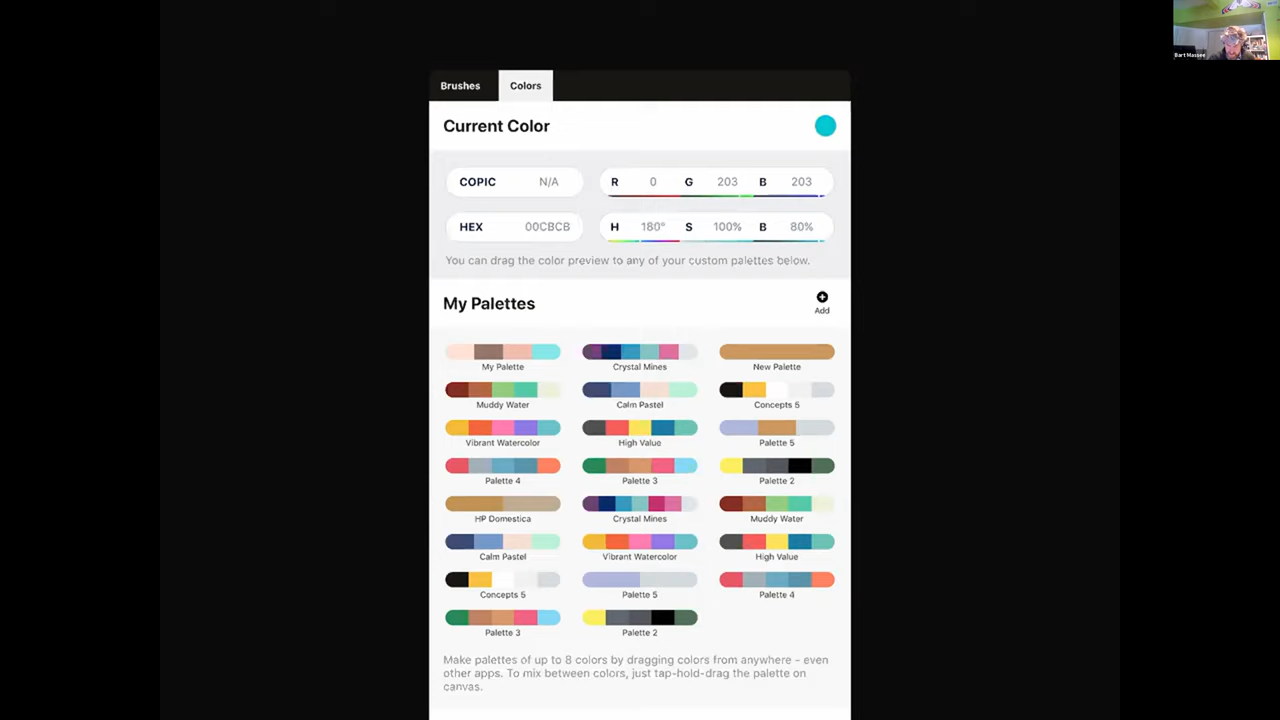 Bart Massey
Brushes Colors
Current Color
COPIC N/A R 0 G 203 B 203
HEX 00CBCB H 180° S 100% B 80%
You can drag the color preview to any of your custom palettes below.
My Palettes
Add
My Palette Crystal Mines New Palette
Muddy Water Calm Pastel Concepts 5
Vibrant Watercolor High Value Palette 5
Palette 4 Palette 3 Palette 2
HP Domestica Crystal Mines Muddy Water
Calm Pastel Vibrant Watercolor High Value
Concepts 5 Palette 5 Palette 4
Palette 3 Palette 2
Make palettes of up to 8 colors by dragging colors from anywhere – even
other apps. To mix between colors, just tap-hold-drag the palette on
canvas.